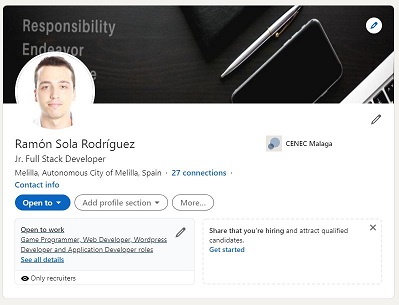 Responsibility
Endeavor
e
Ramón Sola Rodríguez
CENEC Malaga
Jr. Full Stack Developer
Melilla, Autonomous City of Melilla, Spain · 27 connections ·
Contact info
Open to
Add profile section
More...
Open to work
Game Programmer, Web Developer, Wordpress
Developer and Application Developer roles
See all details
Only recruiters
Share that you're hiring and attract qualified
candidates.
Get started